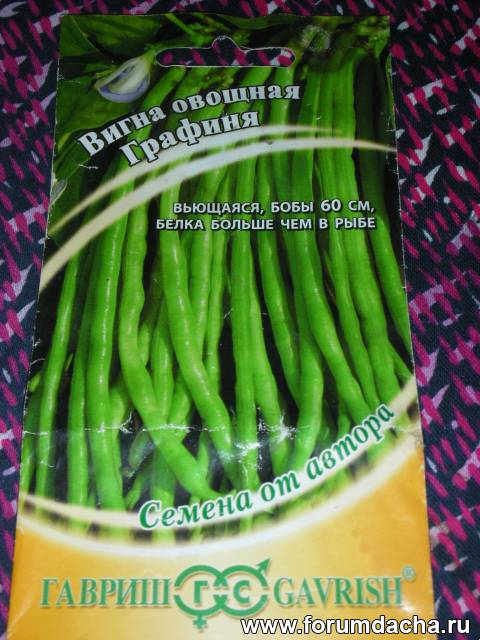 Вигна овощная
Графиня
ВЬЮЩАЯСЯ, БОБЫ 60 СМ,
БЕЛКА БОЛЬШЕ ЧЕМ В РЫБЕ
Семена от автора
ГАВРИШ ГС GAVRISH®
www.forumdacha.ru